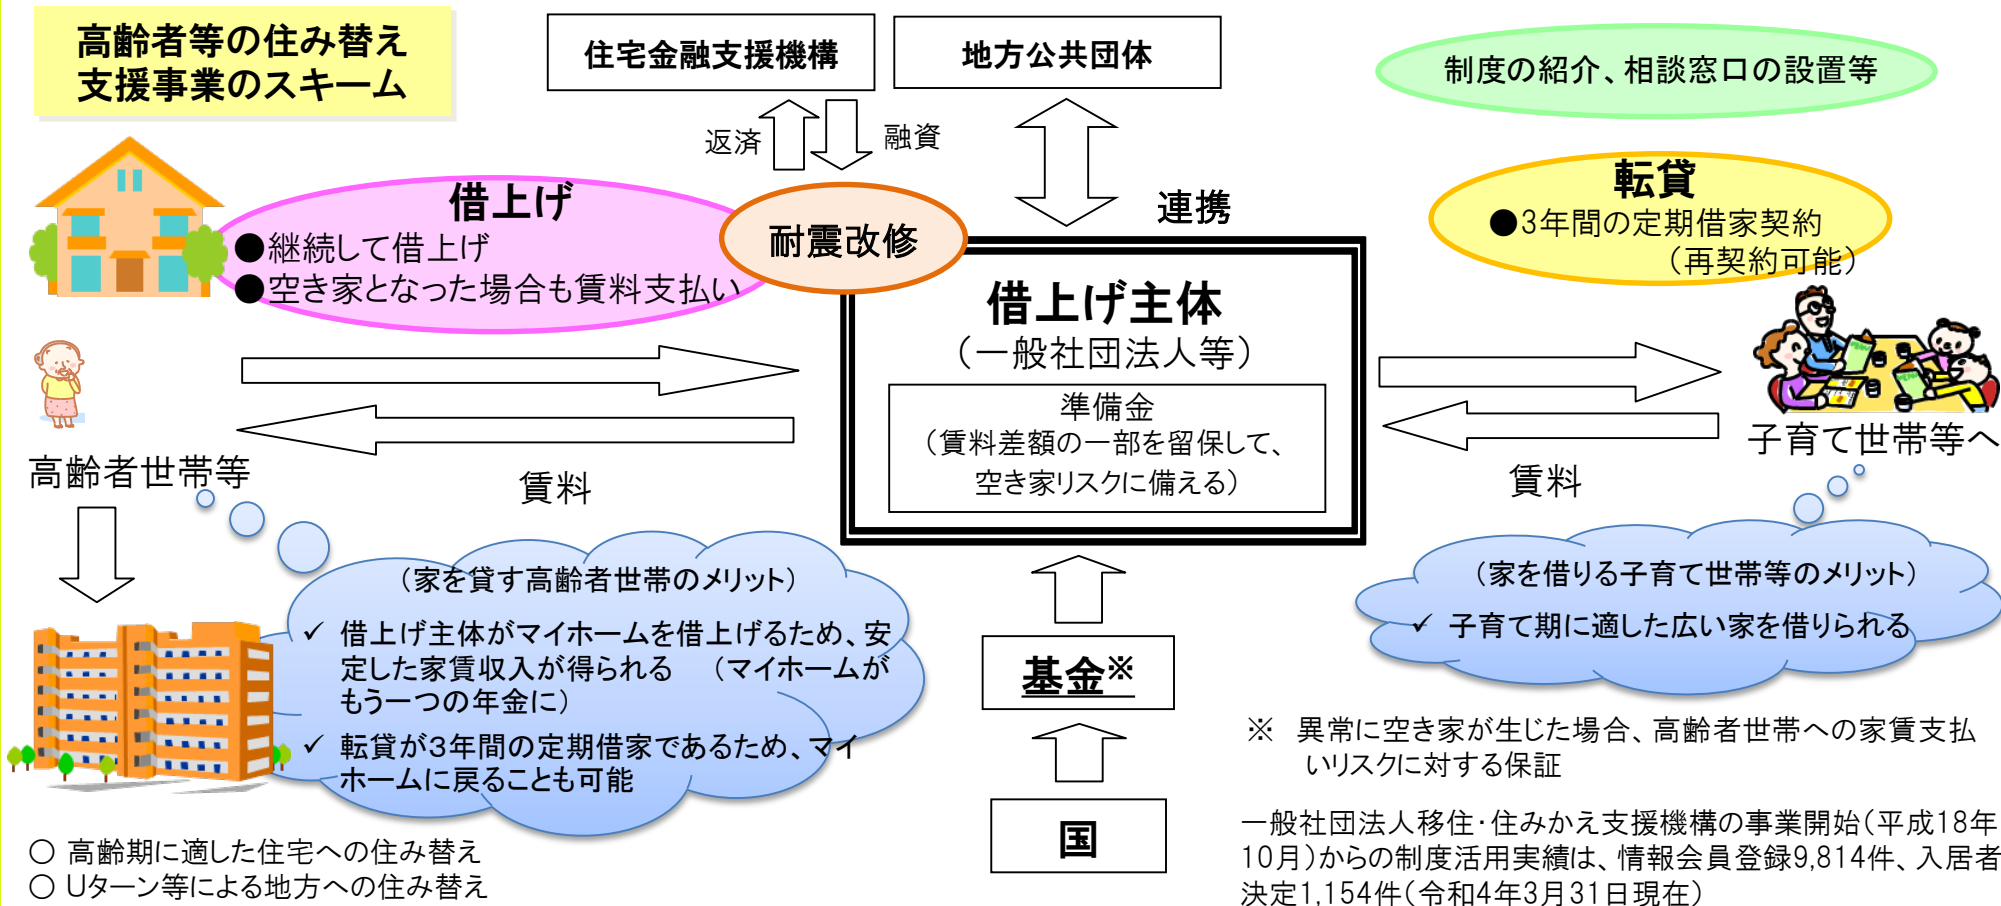 高齢者等の住み替え
支援事業のスキーム
住宅金融支援機構
地方公共団体
制度の紹介、相談窓口の設置等
返済
融資
連携
借上げ
●継続して借上げ
●空き家となった場合も賃料支払い
耐震改修
転貸
●3年間の定期借家契約
（再契約可能）
借上げ主体
（一般社団法人等）
準備金
（賃料差額の一部を留保して、
空き家リスクに備える）
高齢者世帯等
賃料
子育て世帯等へ
賃料
（家を貸す高齢者世帯のメリット）
✓ 借上げ主体がマイホームを借上げるため、安
定した家賃収入が得られる　（マイホームが
もう一つの年金に）
✓ 転貸が３年間の定期借家であるため、マイ
ホームに戻ることも可能
（家を借りる子育て世帯等のメリット）
✓ 子育て期に適した広い家を借りられる
基金※
国
※　異常に空き家が生じた場合、高齢者世帯への家賃支払
いリスクに対する保証
一般社団法人移住・住みかえ支援機構の事業開始（平成18年
10月）からの制度活用実績は、情報会員登録9,814件、入居者
決定1,154件（令和4年3月31日現在）
○ 高齢期に適した住宅への住み替え
○ Uターン等による地方への住み替え